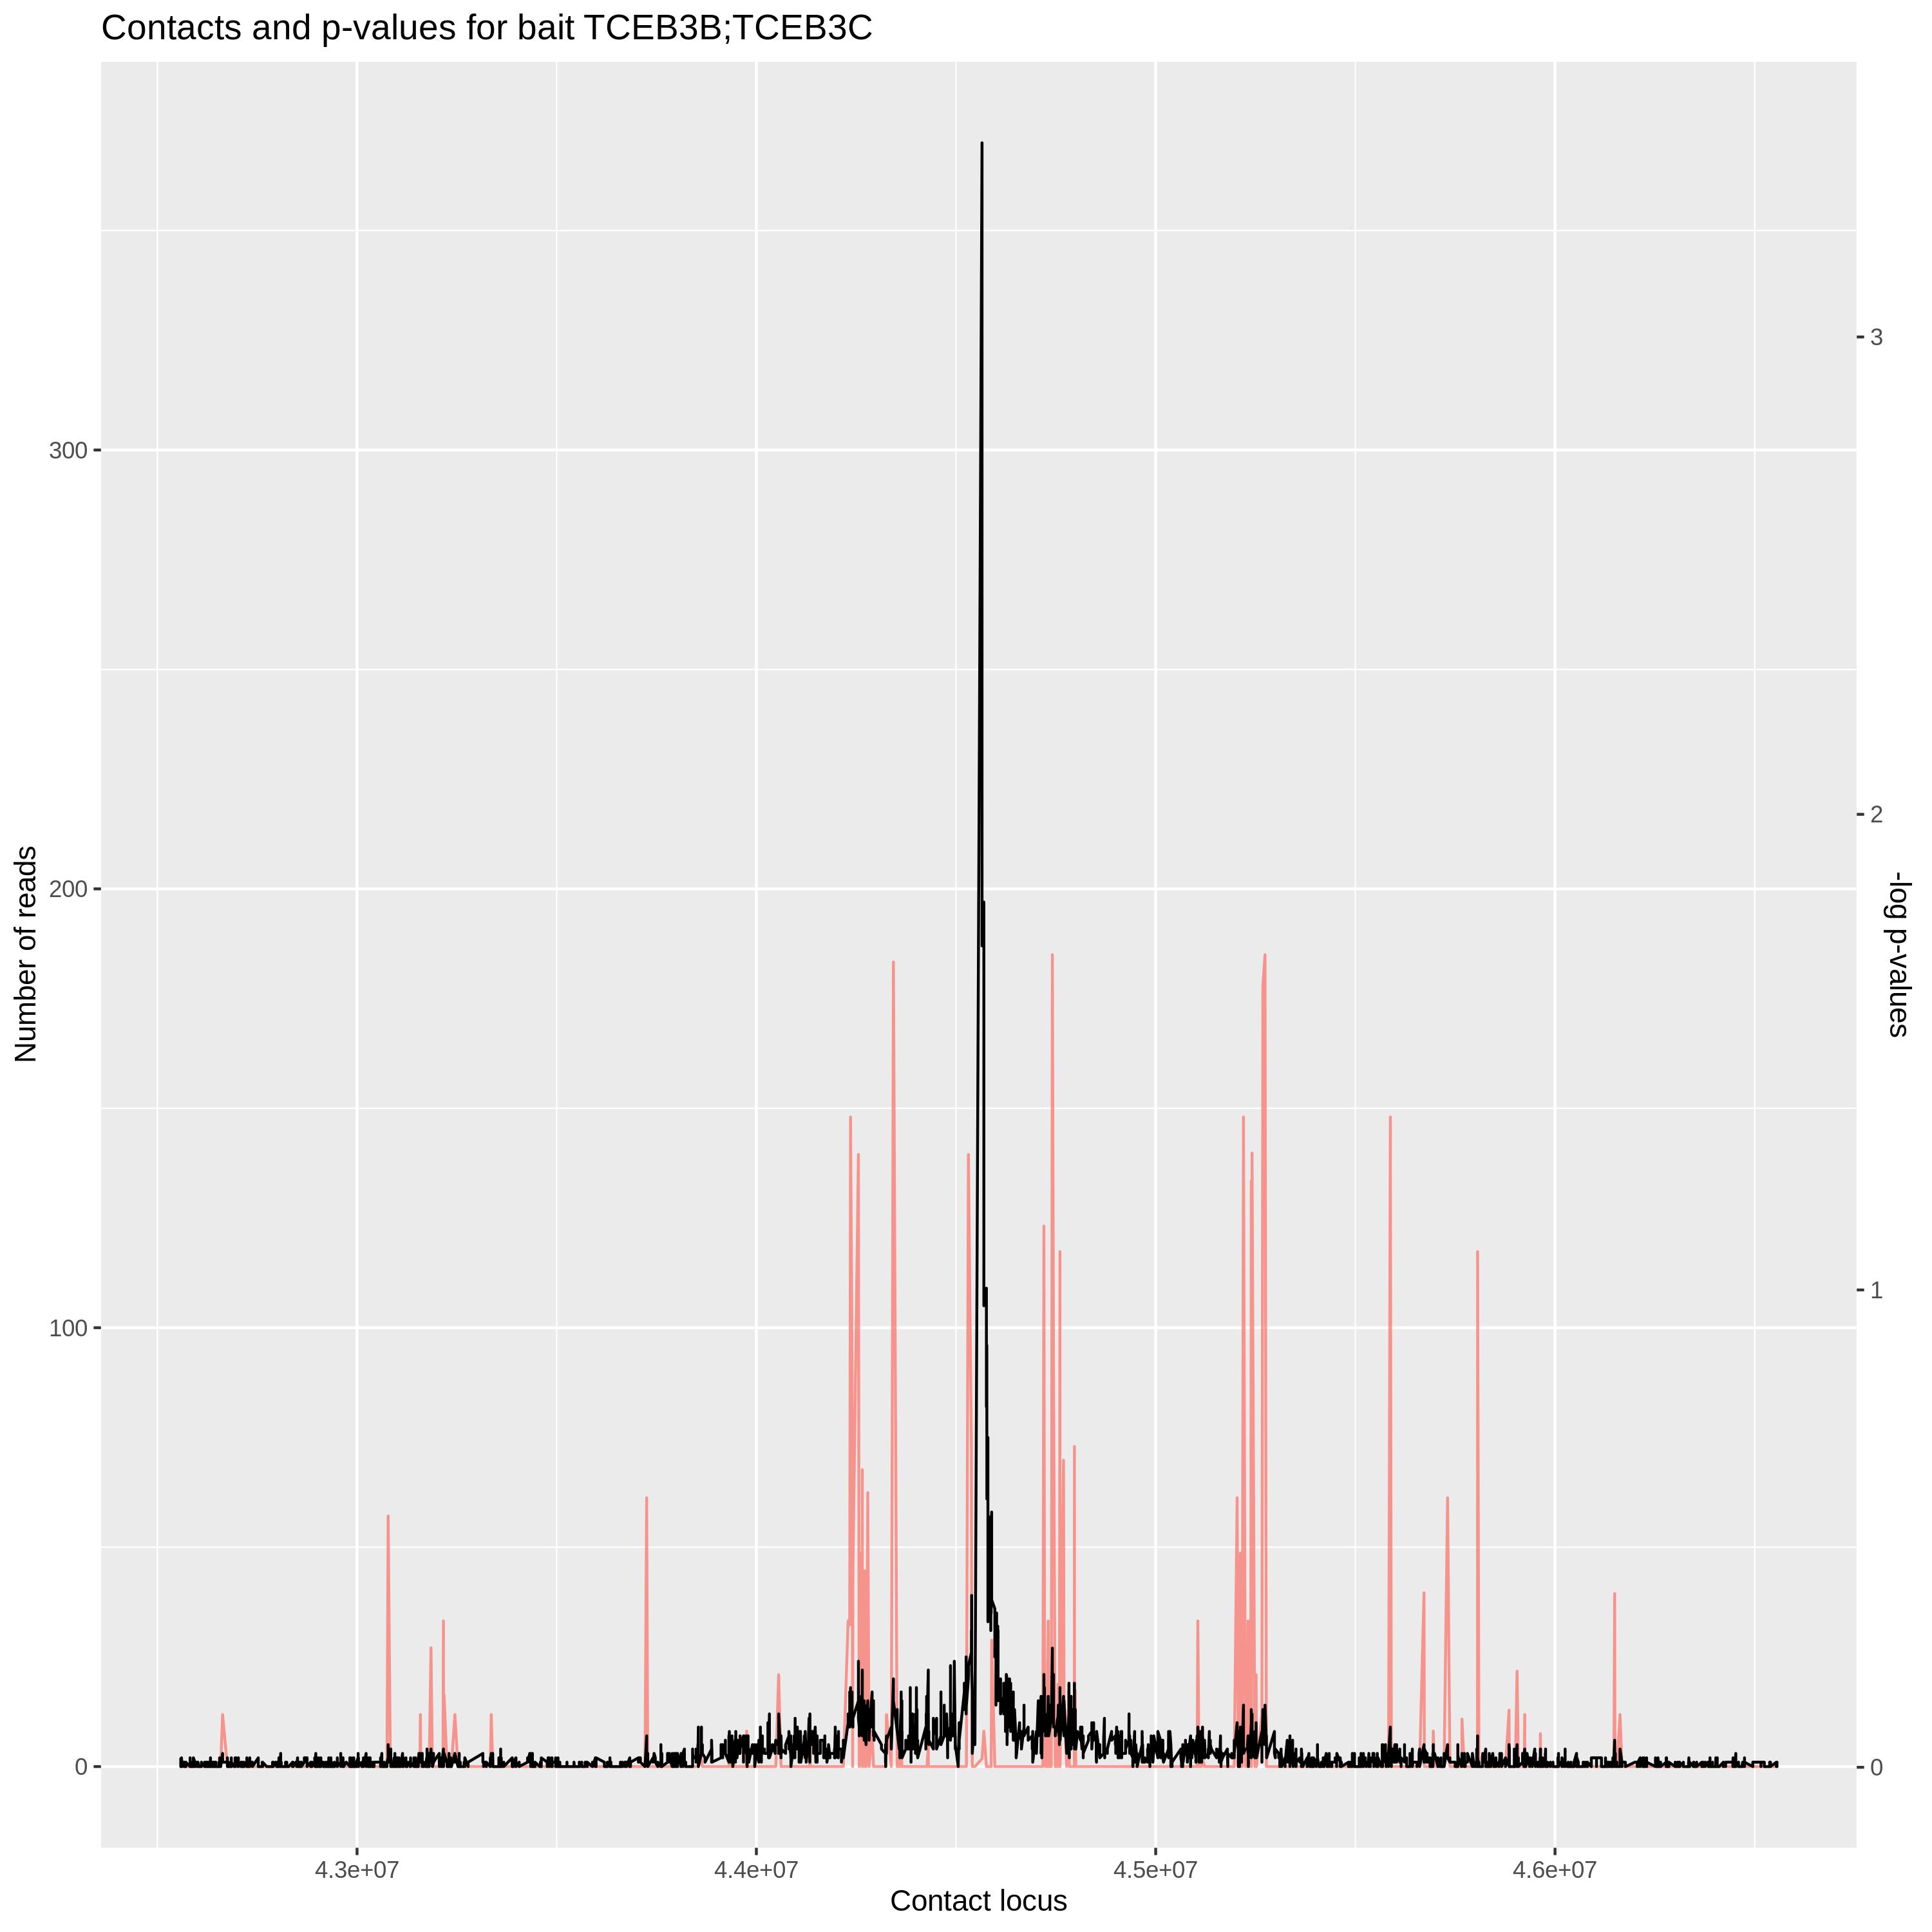 Contacts and p-values for bait TCEB3B;TCEB3C
Number of reads
300
200
100
0
3
2
1
0
-log p-values
4.3e+07
4.4e+07
4.5e+07
4.6e+07
Contact locus